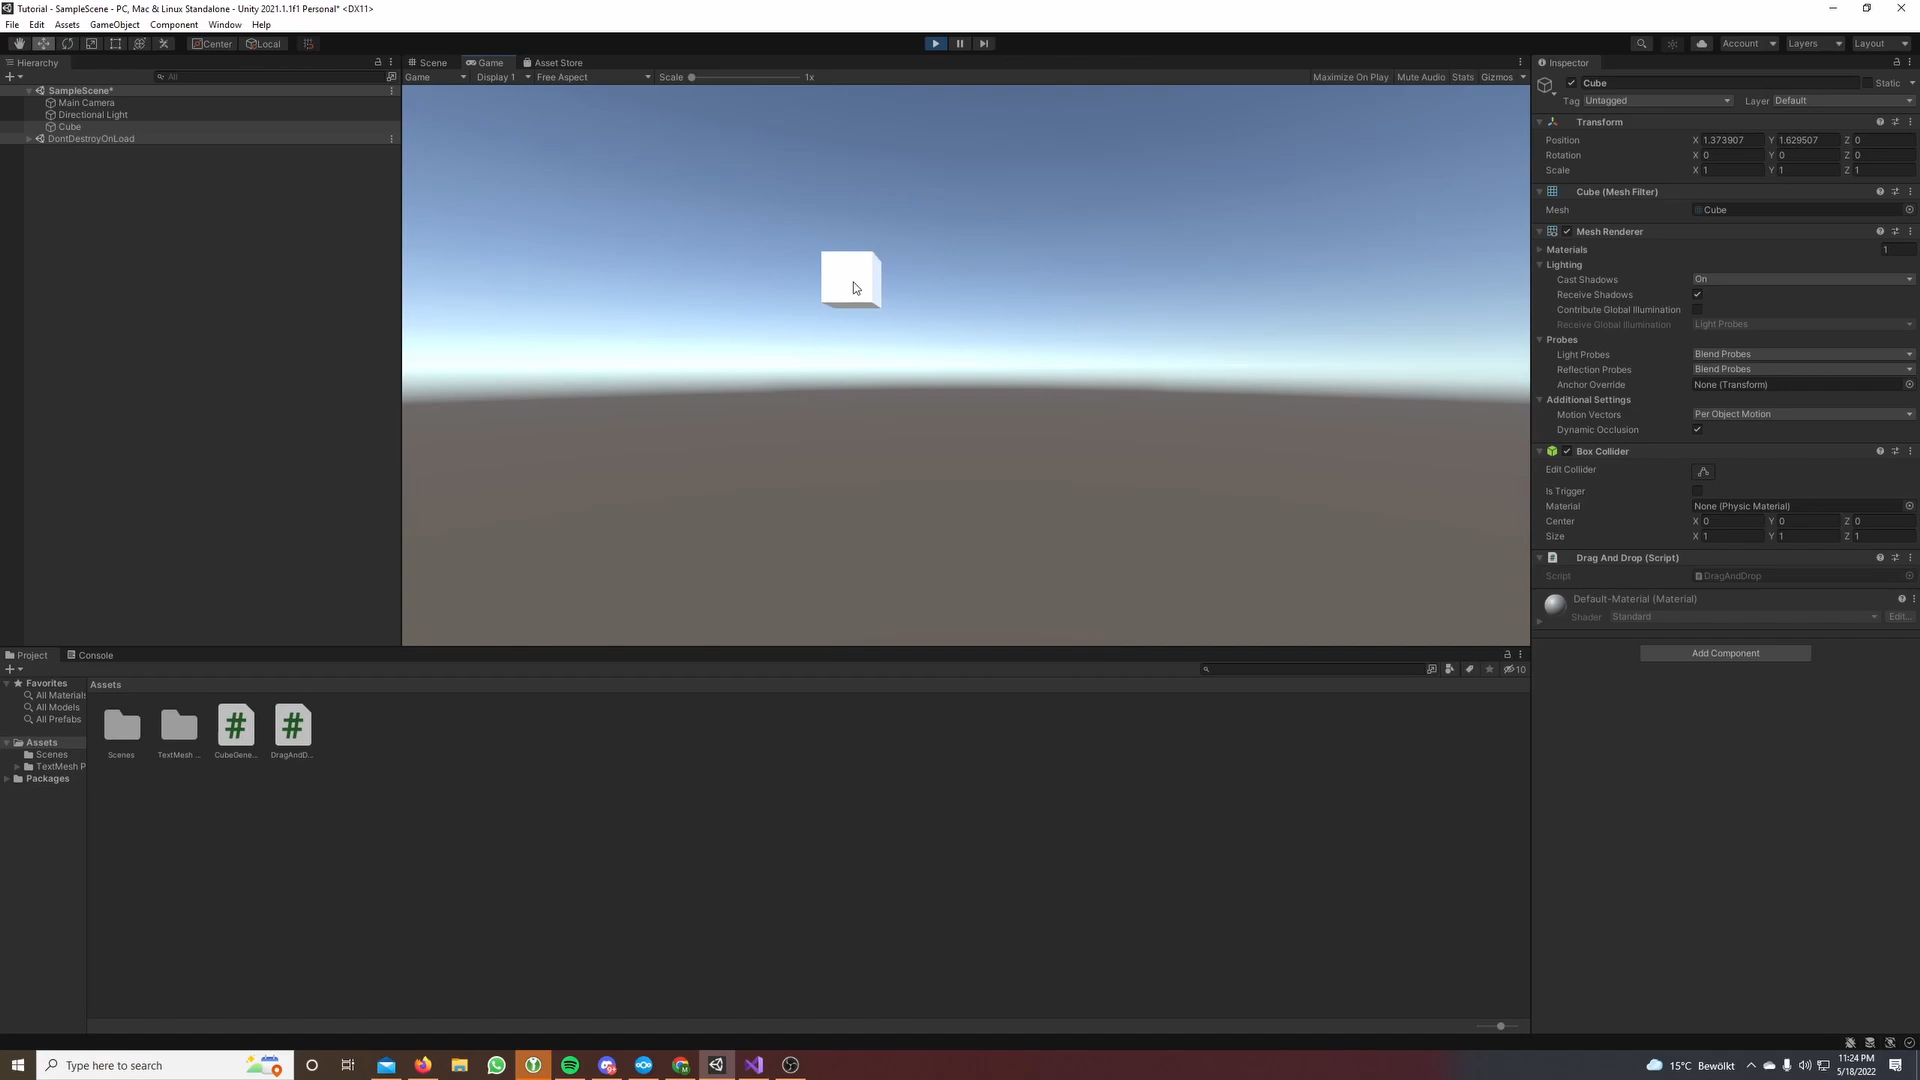 Tutorial - SampleScene - PC, Mac & Linux Standalone - Unity 2021.1.1f1 Personal* <DX11>
File Edit Assets GameObject Component Window Help
Center Local
Account Layers Layout
Hierarchy
All
SampleScene*
Main Camera
Directional Light
Cube
DontDestroyOnLoad
Scene Game Asset Store
Game Display 1 Free Aspect Scale 1x Maximize On Play Mute Audio Stats Gizmos
Inspector
Cube Static
Tag Untagged Layer Default
Transform
Position X 1.373907 Y 1.629507 Z 0
Rotation X 0 Y 0 Z 0
Scale X 1 Y 1 Z 1
Cube (Mesh Filter)
Mesh Cube
Mesh Renderer
Materials 1
Lighting
Cast Shadows On
Receive Shadows
Contribute Global Illumination
Receive Global Illumination Light Probes
Probes
Light Probes Blend Probes
Reflection Probes Blend Probes
Anchor Override None (Transform)
Additional Settings
Motion Vectors Per Object Motion
Dynamic Occlusion
Box Collider
Edit Collider
Is Trigger
Material None (Physic Material)
Center X 0 Y 0 Z 0
Size X 1 Y 1 Z 1
Drag And Drop (Script)
Script DragAndDrop
Default-Material (Material)
Shader Standard Edit...
Add Component
Project Console
10
Favorites
All Materials
All Models
All Prefabs
Assets
Scenes
TextMesh P
Packages
Assets
Scenes TextMesh ... CubeGene... DragAndD...
Type here to search
15°C Bewölkt
11:24 PM
5/18/2022